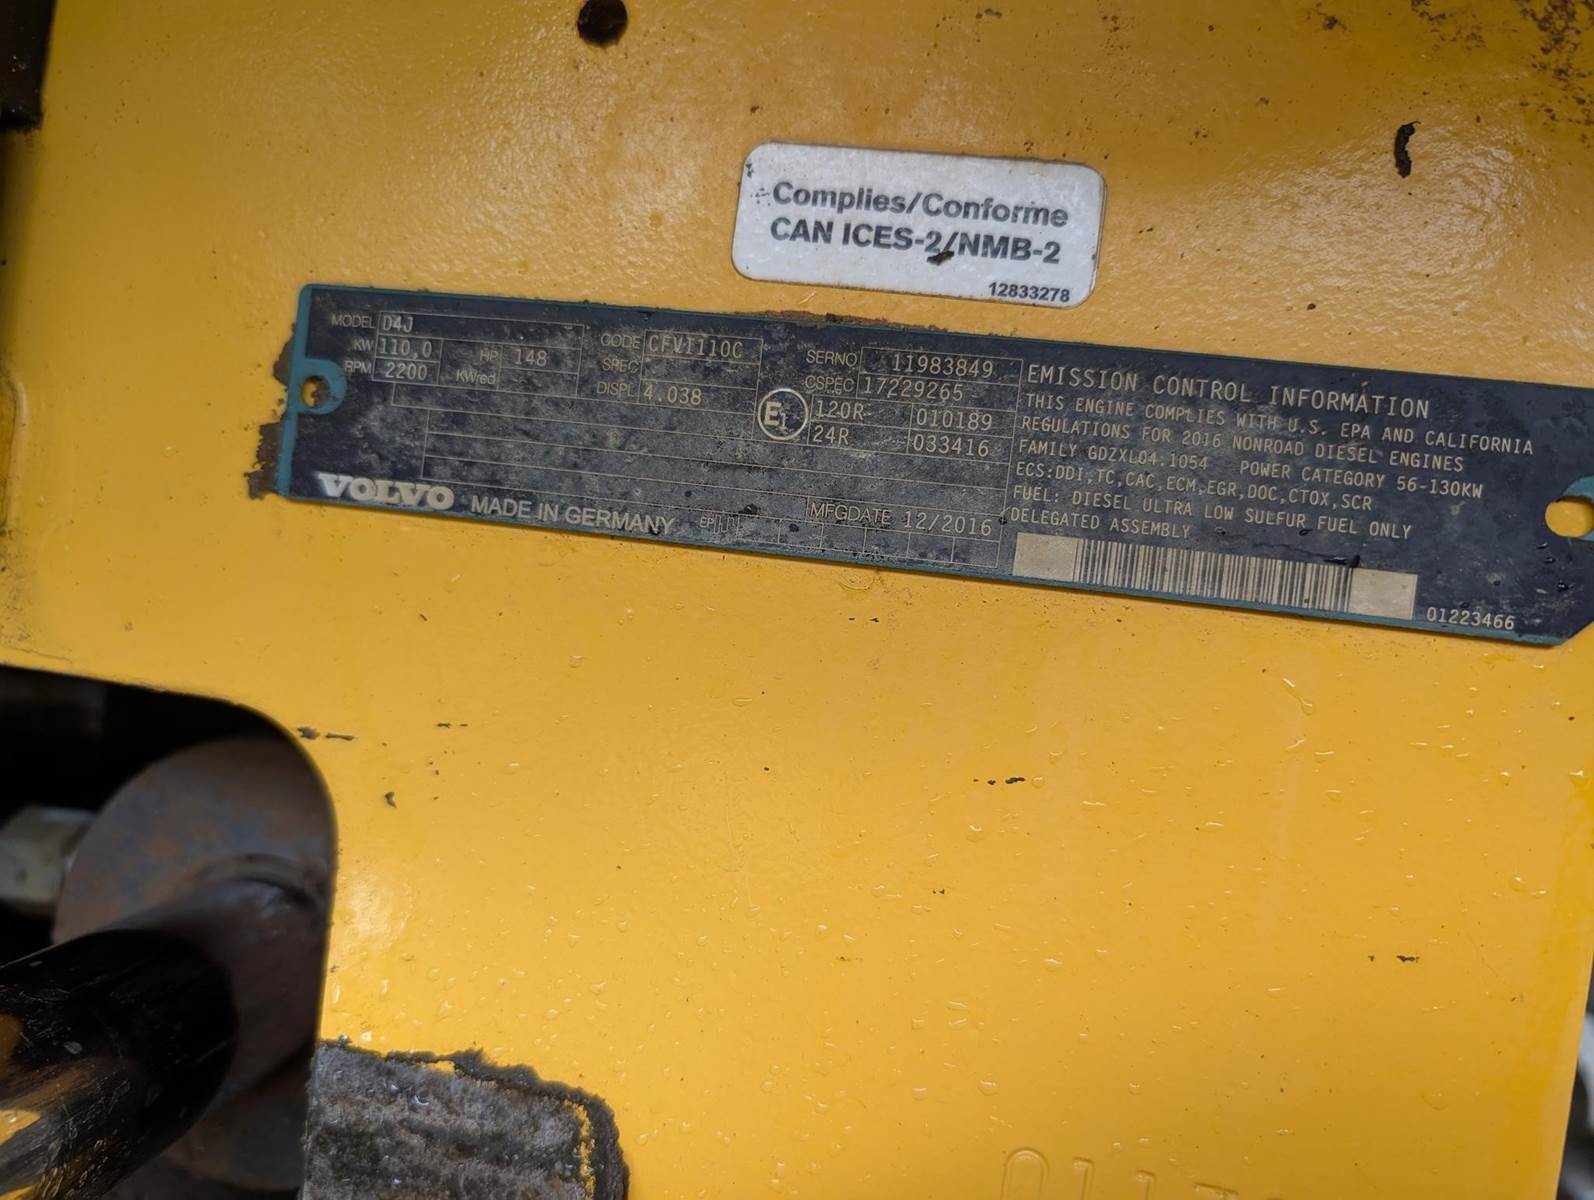 Complies/Conforme
CAN ICES-2/NMB-2
12833278
MODEL D4J
KW 110,0 HP 148
RPM 2200 KWred
CODE CFVI110C
SPEC
DISPL 4.038
SERNO 11983849
CSPEC 17229265
E1 120R- 010189
24R 033416
VOLVO MADE IN GERMANY
MFGDATE 12/2016
EMISSION CONTROL INFORMATION
THIS ENGINE COMPLIES WITH U.S. EPA AND CALIFORNIA
REGULATIONS FOR 2016 NONROAD DIESEL ENGINES
FAMILY GDZXL04.1054 POWER CATEGORY 56-130KW
ECS:DDI,TC,CAC,ECM,EGR,DOC,CTOX,SCR
FUEL: DIESEL ULTRA LOW SULFUR FUEL ONLY
DELEGATED ASSEMBLY
01223466